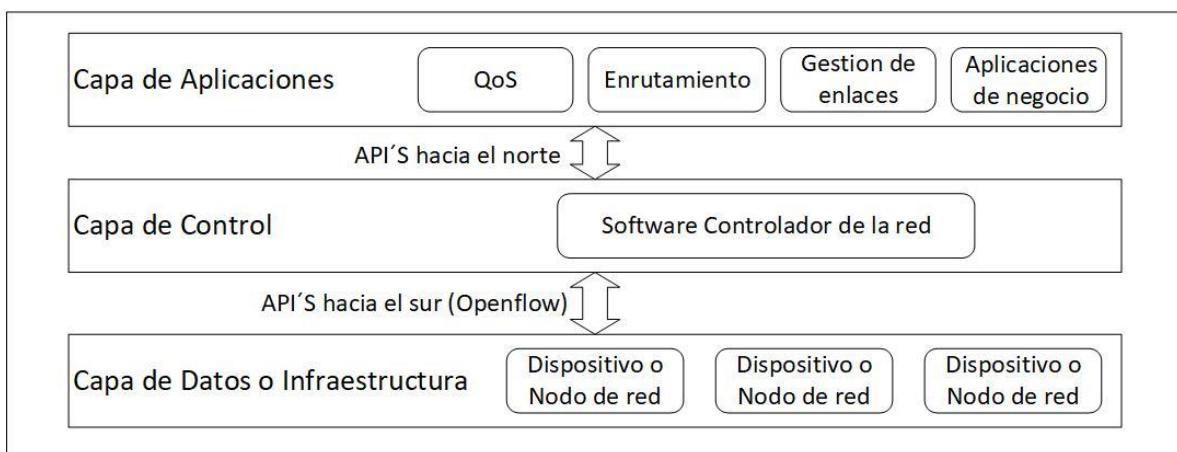 Capa de Aplicaciones
QoS
Enrutamiento
Gestion de
enlaces
Aplicaciones
de negocio
API´S hacia el norte
Capa de Control
Software Controlador de la red
API´S hacia el sur (Openflow)
Capa de Datos o Infraestructura
Dispositivo o
Nodo de red
Dispositivo o
Nodo de red
Dispositivo o
Nodo de red